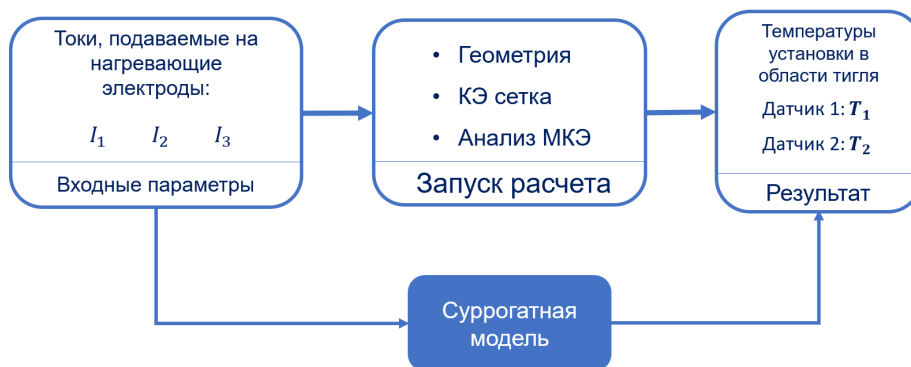 Токи, подаваемые на
нагревающие
электроды:
I₁ I₂ I₃
Входные параметры
• Геометрия
• КЭ сетка
• Анализ МКЭ
Запуск расчета
Температуры
установки в
области тигля
Датчик 1: T₁
Датчик 2: T₂
Результат
Суррогатная
модель